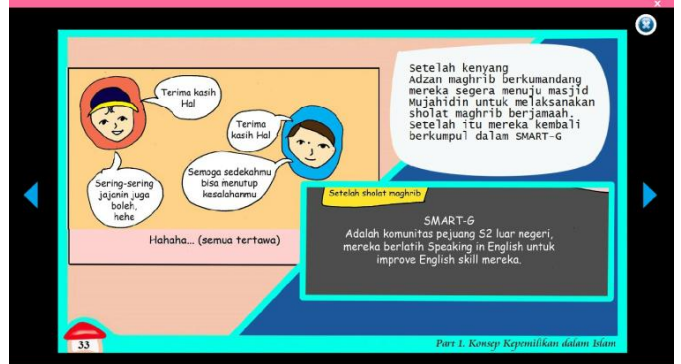 Terima kasih
Hal
Sering-sering
jajanin juga
boleh,
hehe
Terima
kasih Hal
Semoga sedekahmu
bisa menutup
kesalahanmu
Hahaha... (semua tertawa)
Setelah kenyang
Adzan maghrib berkumandang
mereka segera menuju masjid
Mujahidin untuk melaksanakan
sholat maghrib berjamaah.
Setelah itu mereka kembali
berkumpul dalam SMART-G
Setelah sholat maghrib
SMART-G
Adalah komunitas pejuang S2 luar negeri,
mereka berlatih Speaking in English untuk
improve English skill mereka.
33
Part 1. Konsep Kepemilikan dalam Islam